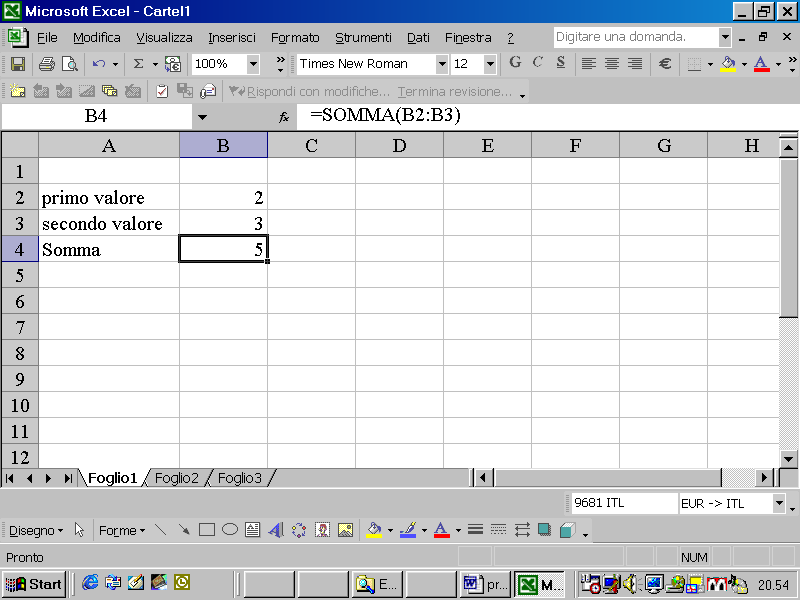 Microsoft Excel - Cartel1
File Modifica Visualizza Inserisci Formato Strumenti Dati Finestra ? Digitare una domanda.
100% Times New Roman 12 G C S €
Rispondi con modifiche... Termina revisione...
B4 fx =SOMMA(B2:B3)
A B C D E F G H
1
2 primo valore 2
3 secondo valore 3
4 Somma 5
5
6
7
8
9
10
11
12
Foglio1 Foglio2 Foglio3
9681 ITL EUR -> ITL
Disegno Forme
Pronto NUM
Start E... pr... M... 20.54